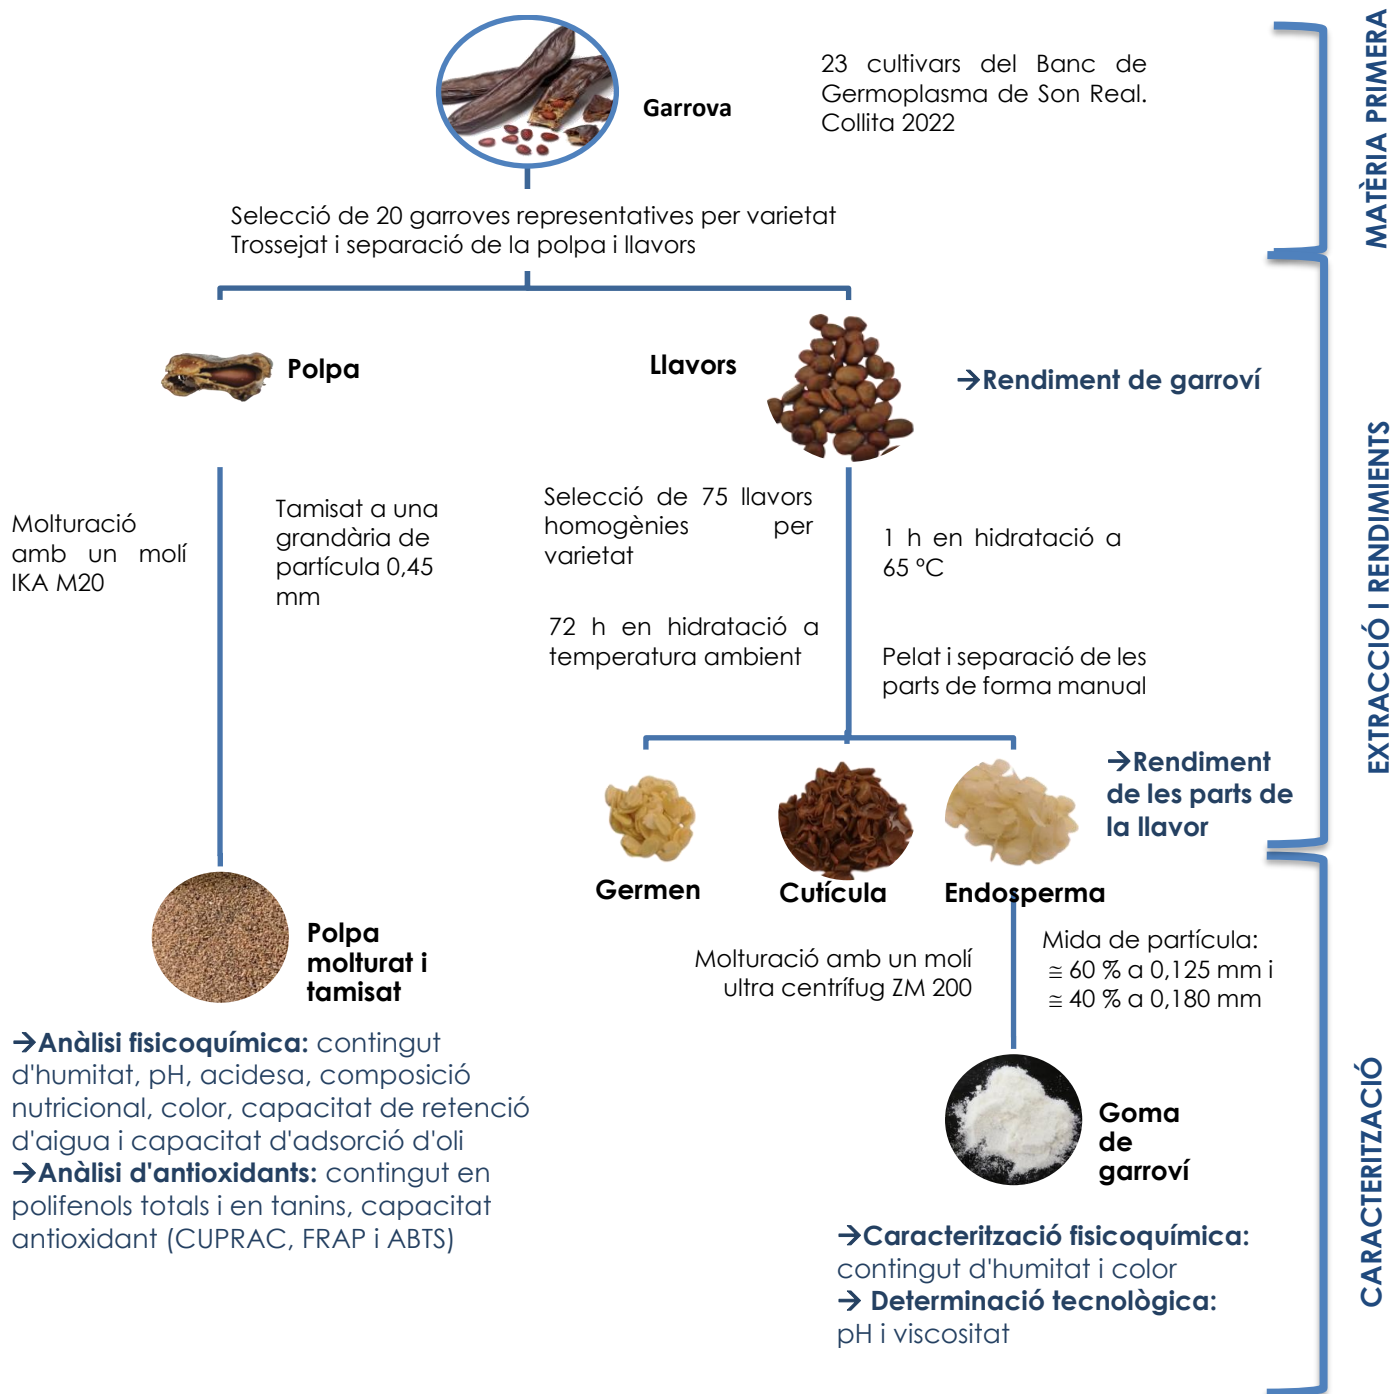 Garrova
23 cultivars del Banc de
Germoplasma de Son Real.
Collita 2022
MATÈRIA PRIMERA
Selecció de 20 garroves representatives per varietat
Trossejat i separació de la polpa i llavors
Polpa
Llavors
→Rendiment de garroví
Molturació
amb un molí
IKA M20
Tamisat a una
grandària de
partícula 0,45
mm
Selecció de 75 llavors
homogènies per
varietat
72 h en hidratació a
temperatura ambient
1 h en hidratació a
65 ºC
Pelat i separació de les
parts de forma manual
EXTRACCIÓ I RENDIMIENTS
→Rendiment
de les parts de
la llavor
Germen
Cutícula
Endosperma
Polpa
molturat i
tamisat
Molturació amb un molí
ultra centrífug ZM 200
Mida de partícula:
≅ 60 % a 0,125 mm i
≅ 40 % a 0,180 mm
→Anàlisi fisicoquímica: contingut
d'humitat, pH, acidesa, composició
nutricional, color, capacitat de retenció
d'aigua i capacitat d'adsorció d'oli
→Anàlisi d'antioxidants: contingut en
polifenols totals i en tanins, capacitat
antioxidant (CUPRAC, FRAP i ABTS)
Goma
de
garroví
→Caracterització fisicoquímica:
contingut d'humitat i color
→ Determinació tecnològica:
pH i viscositat
CARACTERITZACIÓ